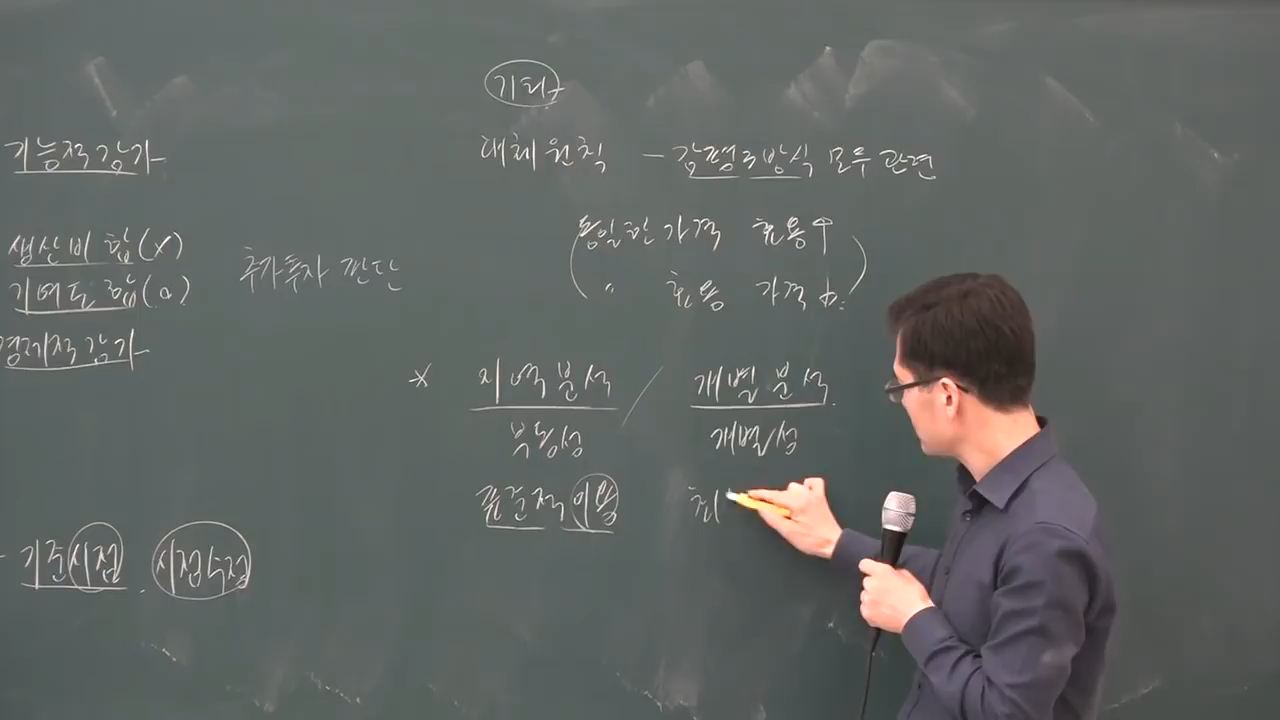 기능적감가
생산비 합(x)
기여도 합(o)
추가투자 판단
경제적감가
기준시점 . 시점수정
기타
대체원칙 - 감평3방식 모두 관련
동일한 가격 효용↑
〃 효용 가격↓
* 지역분석 / 개별분석
부동성 개별성
표준적 이용 최